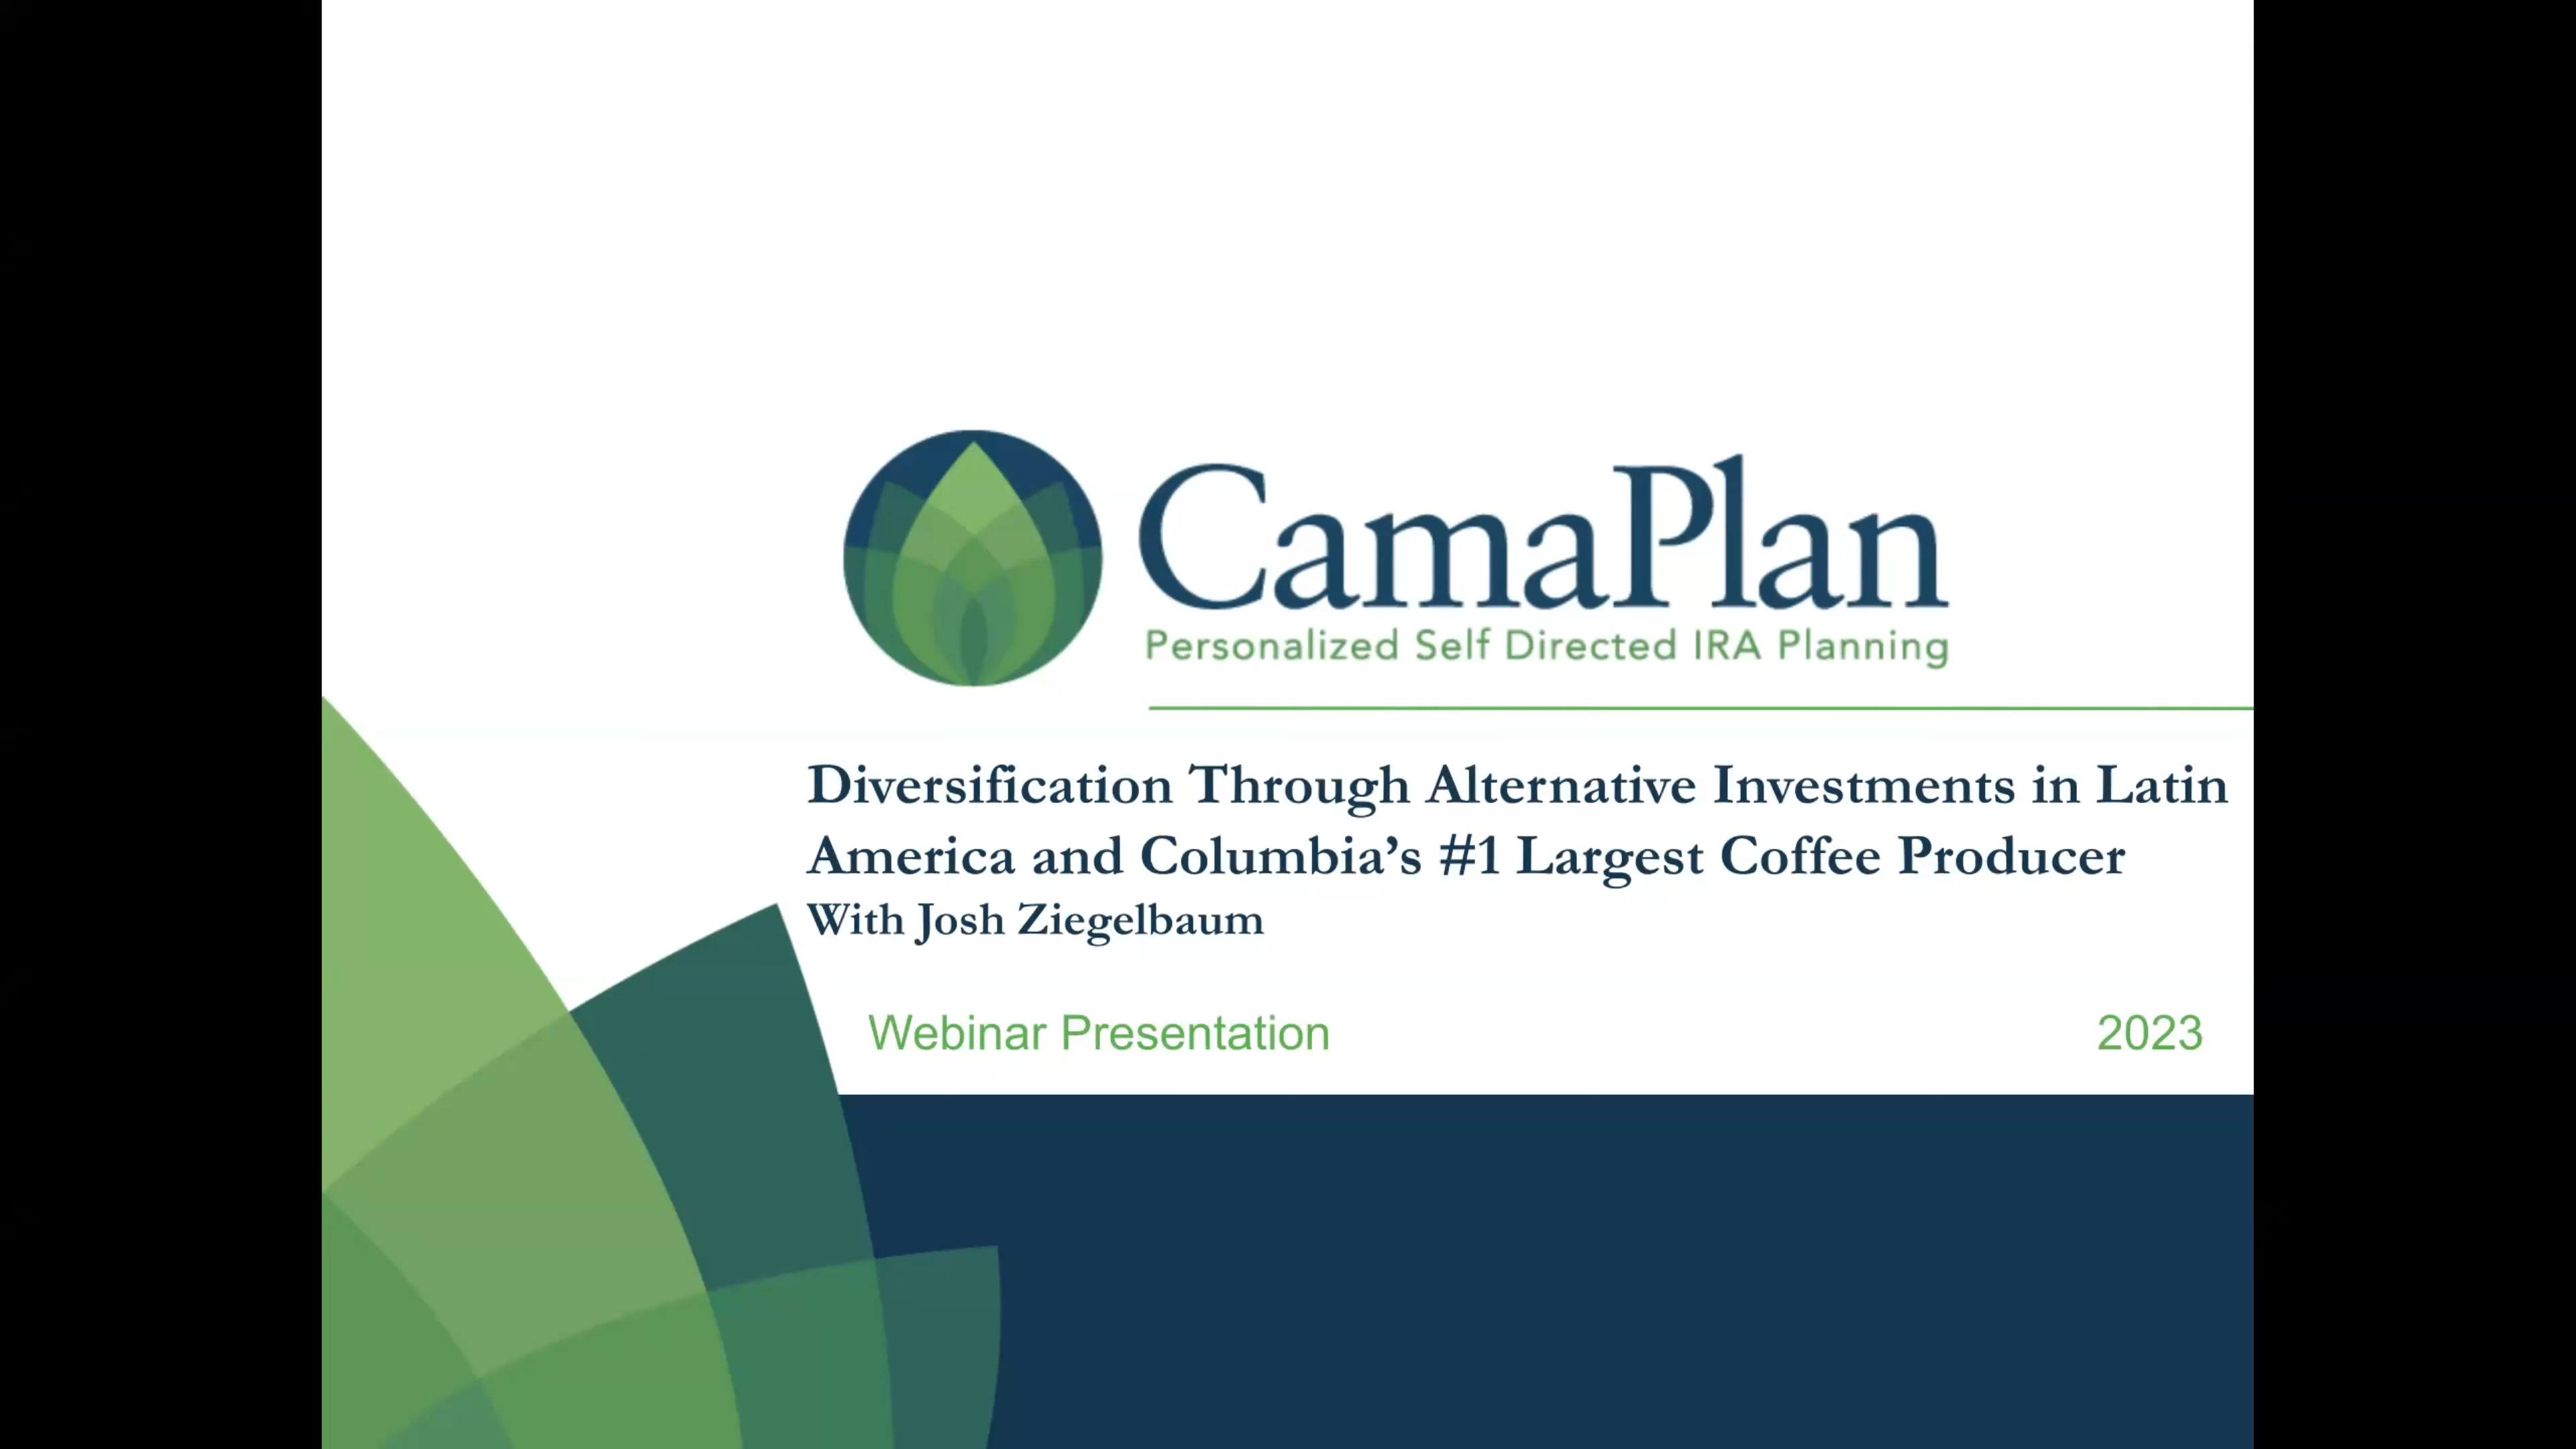 CamaPlan
Personalized Self Directed IRA Planning
Diversification Through Alternative Investments in Latin
America and Columbia’s #1 Largest Coffee Producer
With Josh Ziegelbaum
Webinar Presentation 2023